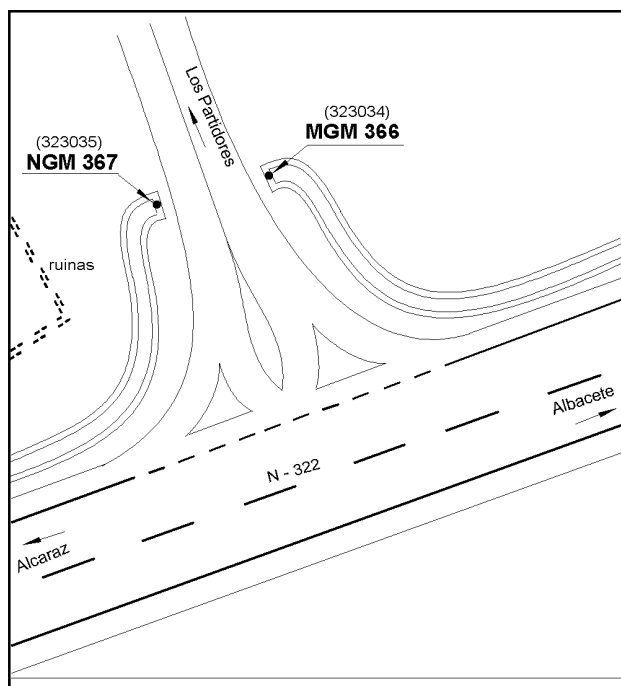 Los Partidores
(323034)
MGM 366
(323035)
NGM 367
ruinas
Albacete
N - 322
Alcaraz